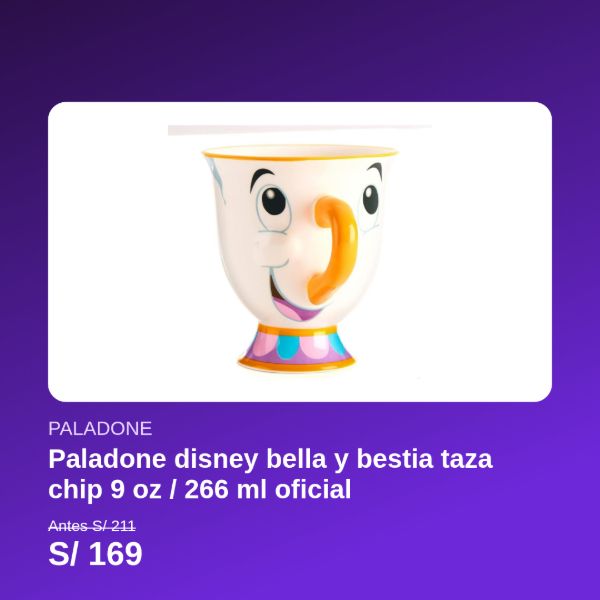 PALADONE
Paladone disney bella y bestia taza
chip 9 oz / 266 ml oficial
Antes S/ 211
S/ 169